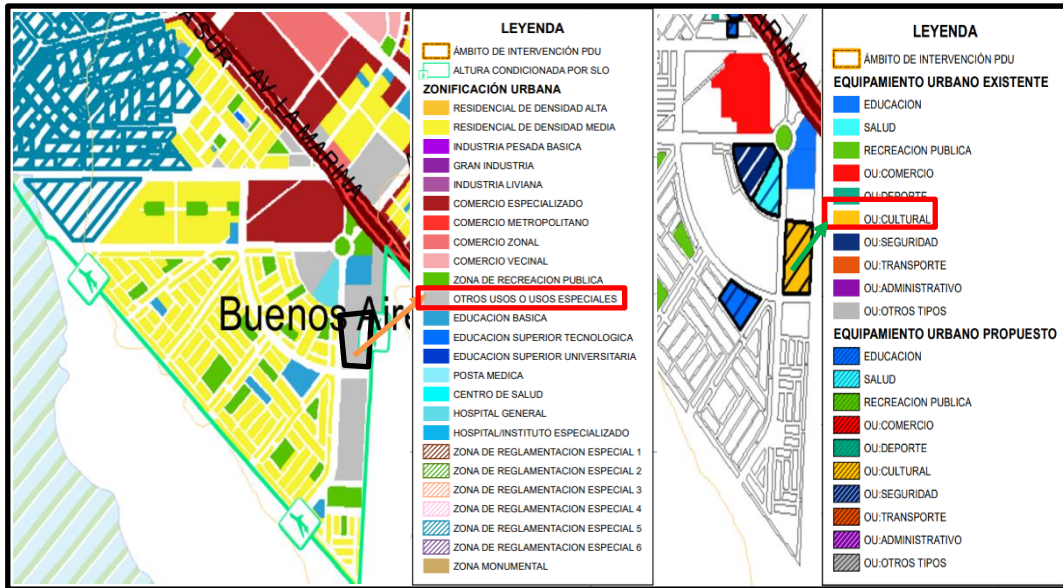 A SUR
AV. LA MARINA
Buenos Aire
LEYENDA
ÁMBITO DE INTERVENCIÓN PDU
ALTURA CONDICIONADA POR SLO
ZONIFICACIÓN URBANA
RESIDENCIAL DE DENSIDAD ALTA
RESIDENCIAL DE DENSIDAD MEDIA
INDUSTRIA PESADA BASICA
GRAN INDUSTRIA
INDUSTRIA LIVIANA
COMERCIO ESPECIALIZADO
COMERCIO METROPOLITANO
COMERCIO ZONAL
COMERCIO VECINAL
ZONA DE RECREACION PUBLICA
OTROS USOS O USOS ESPECIALES
EDUCACION BASICA
EDUCACION SUPERIOR TECNOLOGICA
EDUCACION SUPERIOR UNIVERSITARIA
POSTA MEDICA
CENTRO DE SALUD
HOSPITAL GENERAL
HOSPITAL/INSTITUTO ESPECIALIZADO
ZONA DE REGLAMENTACION ESPECIAL 1
ZONA DE REGLAMENTACION ESPECIAL 2
ZONA DE REGLAMENTACION ESPECIAL 3
ZONA DE REGLAMENTACION ESPECIAL 4
ZONA DE REGLAMENTACION ESPECIAL 5
ZONA DE REGLAMENTACION ESPECIAL 6
ZONA MONUMENTAL
ARINA
LEYENDA
ÁMBITO DE INTERVENCIÓN PDU
EQUIPAMIENTO URBANO EXISTENTE
EDUCACION
SALUD
RECREACION PUBLICA
OU:COMERCIO
OU:DEPORTE
OU:CULTURAL
OU:SEGURIDAD
OU:TRANSPORTE
OU:ADMINISTRATIVO
OU:OTROS TIPOS
EQUIPAMIENTO URBANO PROPUESTO
EDUCACION
SALUD
RECREACION PUBLICA
OU:COMERCIO
OU:DEPORTE
OU:CULTURAL
OU:SEGURIDAD
OU:TRANSPORTE
OU:ADMINISTRATIVO
OU:OTROS TIPOS